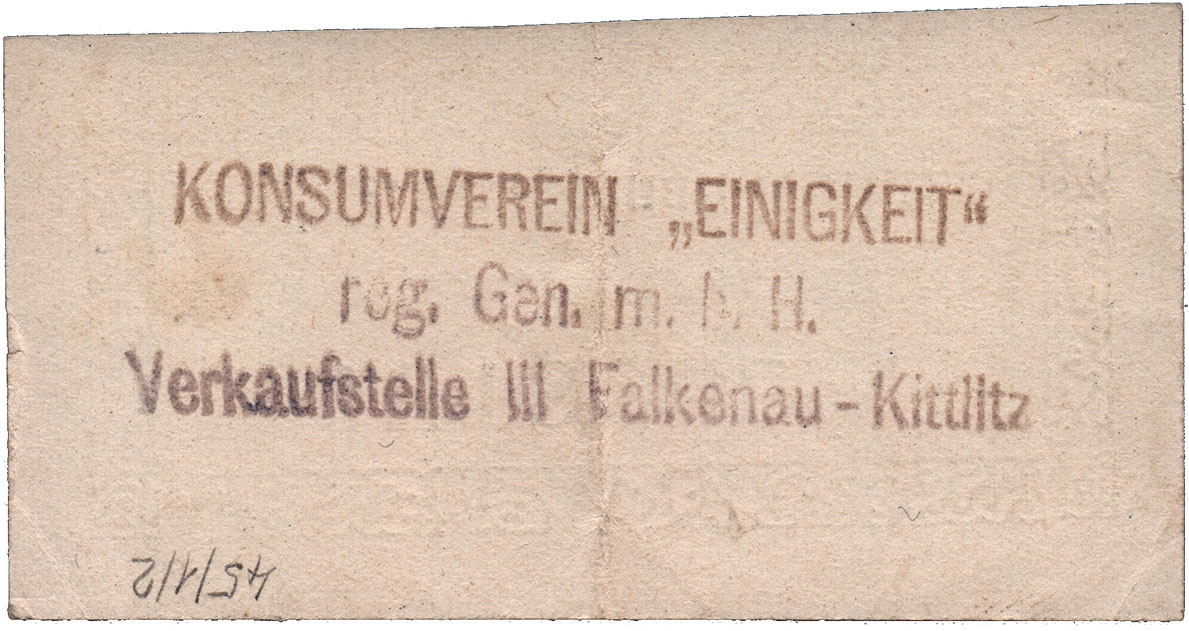 KONSUMVEREIN „EINIGKEIT“
reg. Gen. m. b. H.
Verkaufstelle III Falkenau - Kittlitz
45/1/2